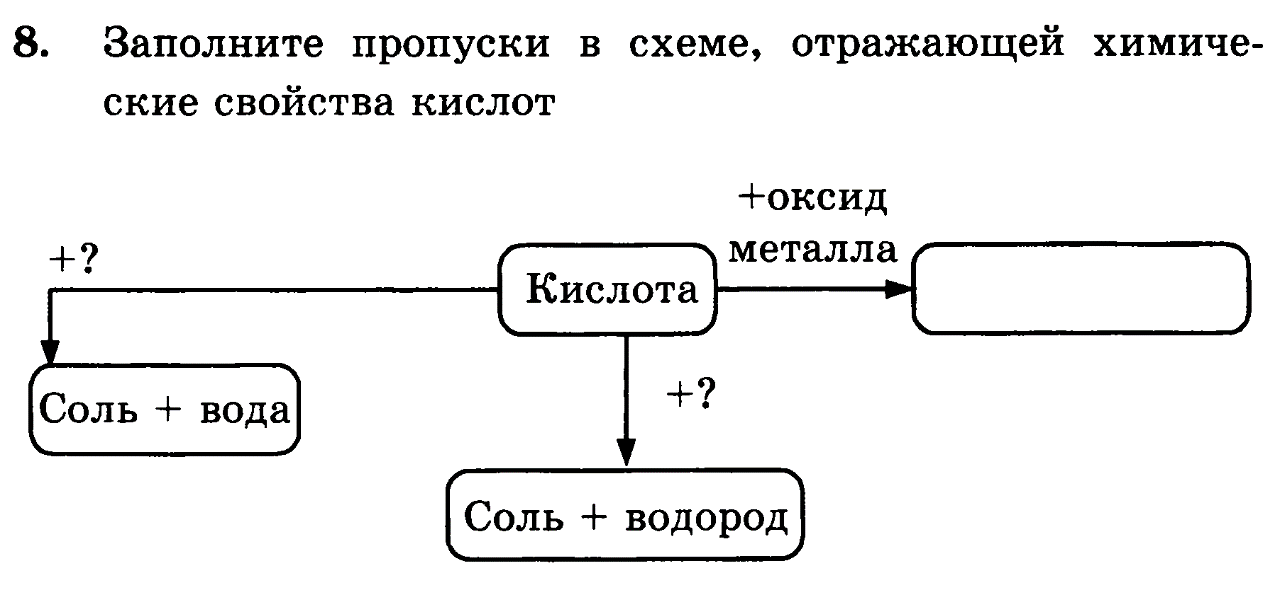 8. Заполните пропуски в схеме, отражающей химиче-
ские свойства кислот
+оксид
металла
+?
Кислота
+?
Соль + вода
Соль + водород